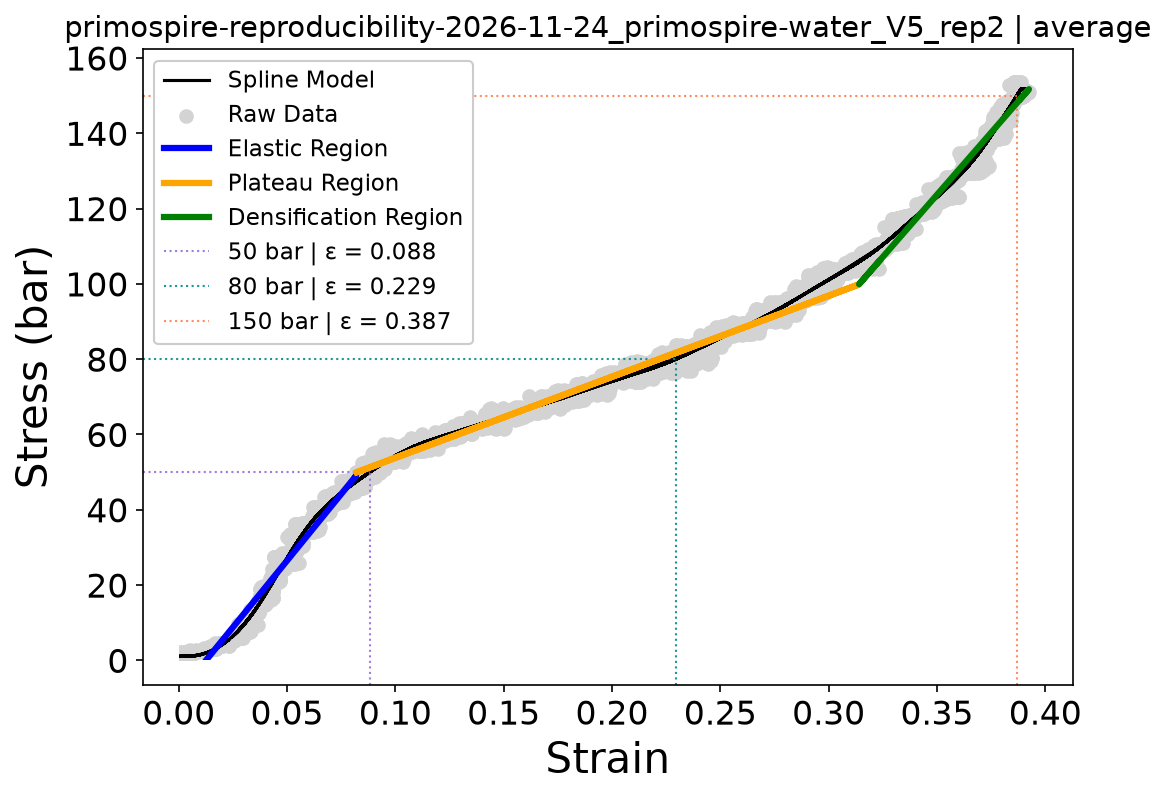 primospire-reproducibility-2026-11-24_primospire-water_V5_rep2 | average
Stress (bar)
160
140
120
100
80
60
40
20
0
Spline Model
Raw Data
Elastic Region
Plateau Region
Densification Region
50 bar | ε = 0.088
80 bar | ε = 0.229
150 bar | ε = 0.387
0.00 0.05 0.10 0.15 0.20 0.25 0.30 0.35 0.40
Strain